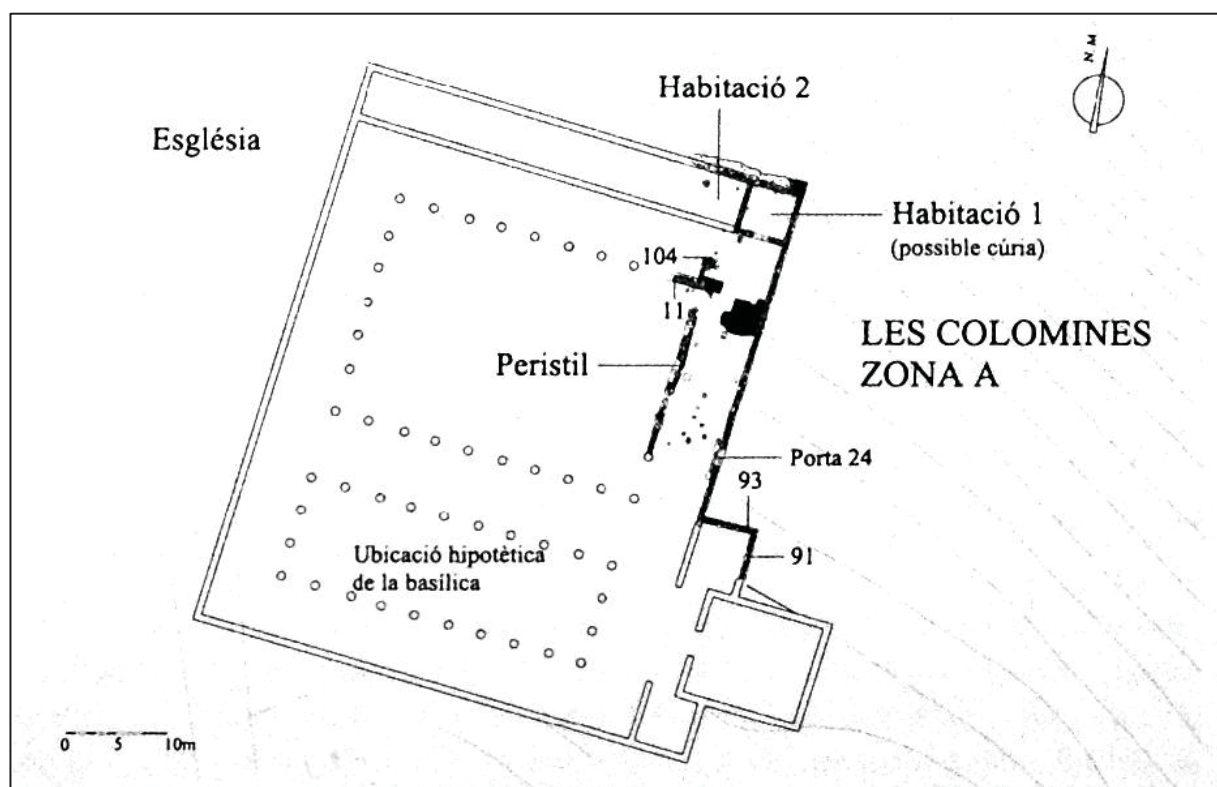 N.M
Habitació 2
Església
Habitació 1
(possible cúria)
104
11
LES COLOMINES
ZONA A
Peristil
Porta 24
93
91
Ubicació hipotètica
de la basílica
0 5 10m